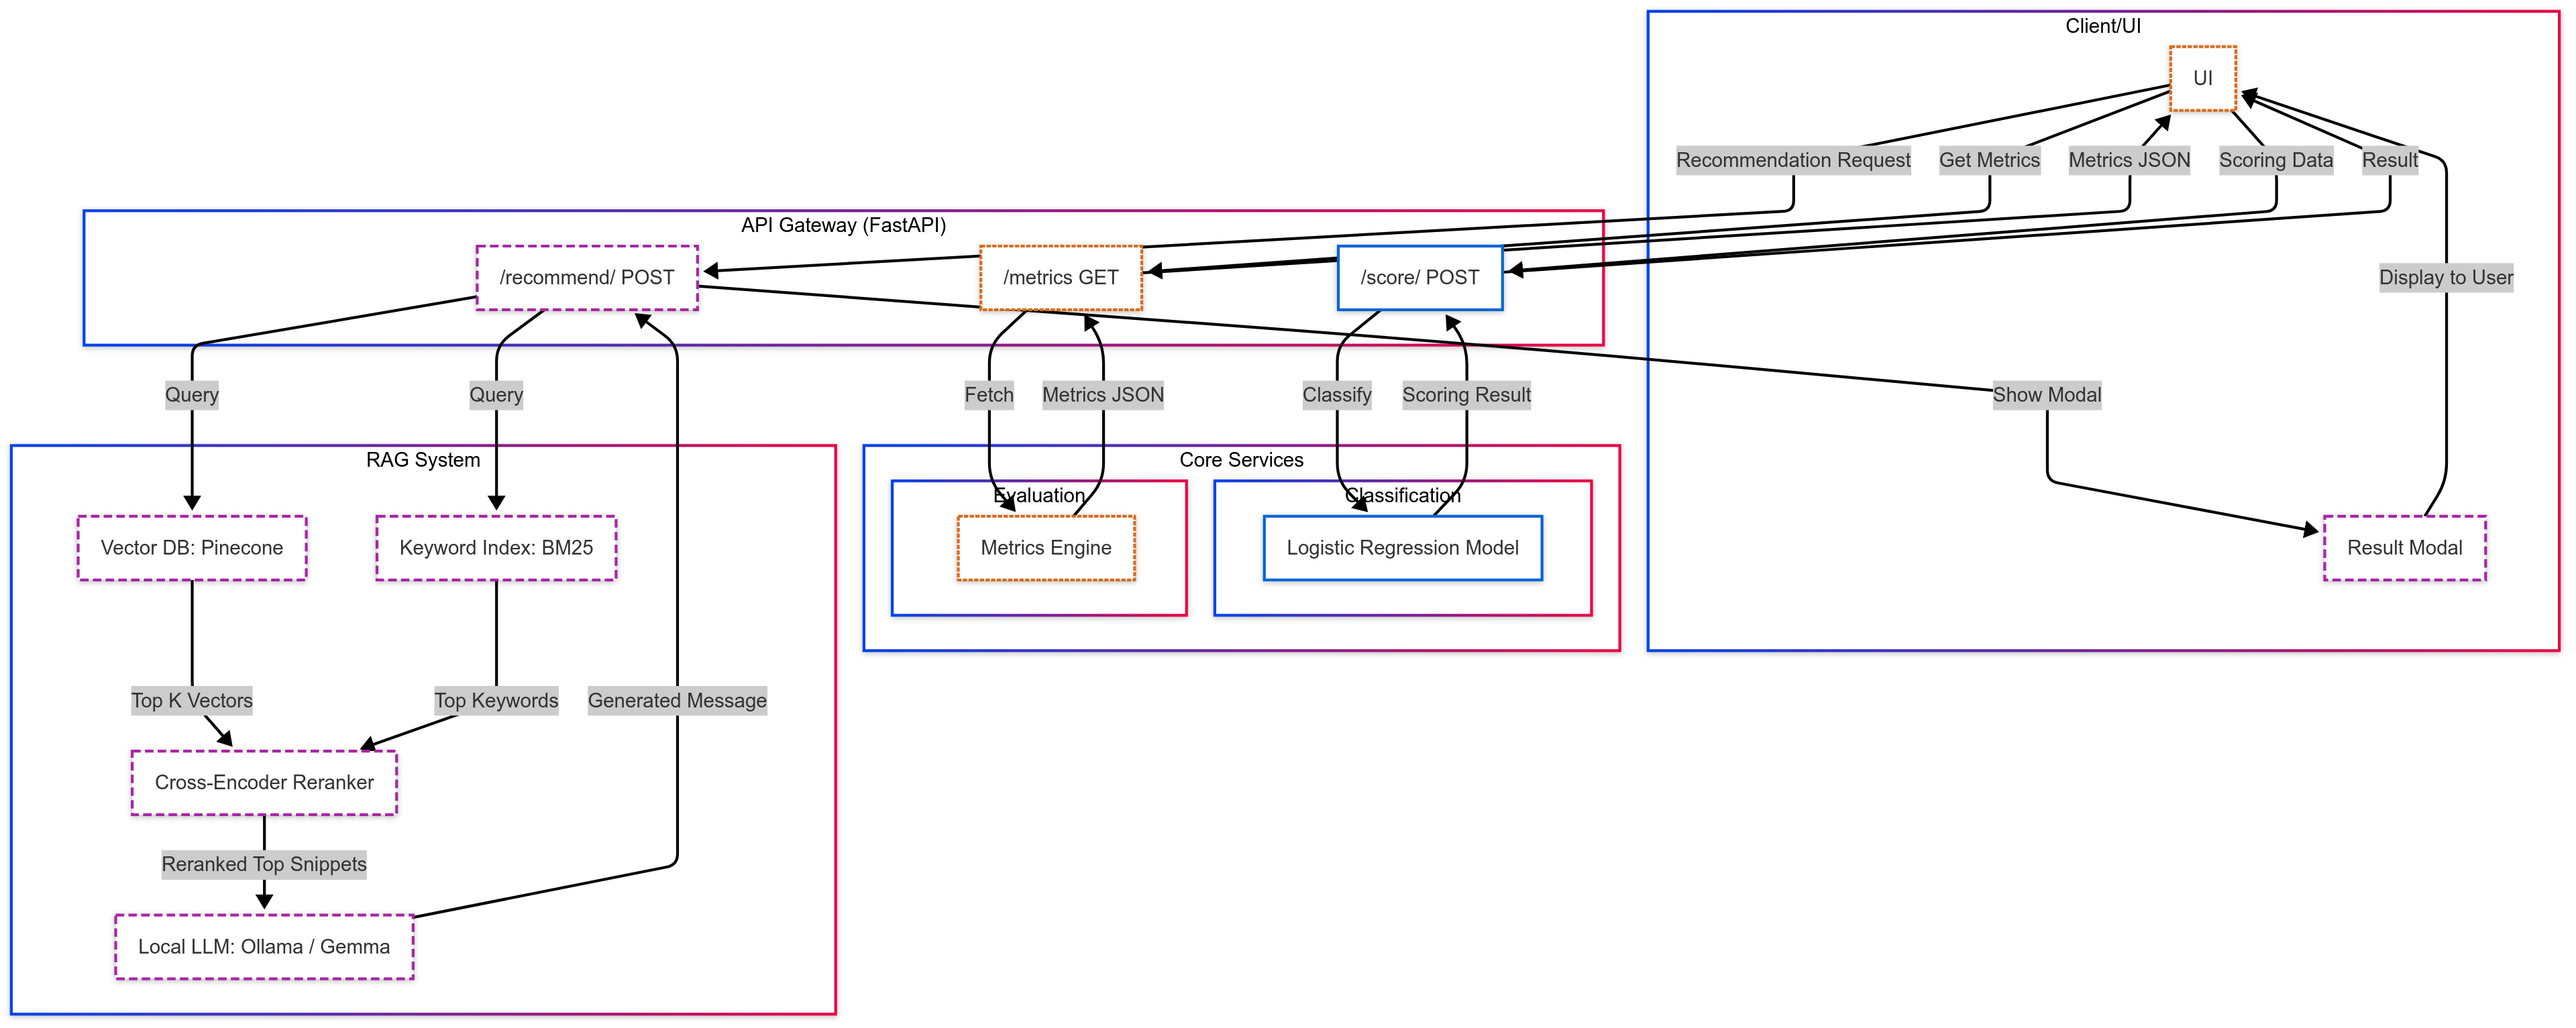 Client/UI
UI
Recommendation Request
Get Metrics
Metrics JSON
Scoring Data
Result
API Gateway (FastAPI)
/recommend/ POST
/metrics GET
/score/ POST
Display to User
Query
Query
Fetch
Metrics JSON
Classify
Scoring Result
Show Modal
RAG System
Core Services
Evaluation
Classification
Vector DB: Pinecone
Keyword Index: BM25
Metrics Engine
Logistic Regression Model
Result Modal
Top K Vectors
Top Keywords
Generated Message
Cross-Encoder Reranker
Reranked Top Snippets
Local LLM: Ollama / Gemma